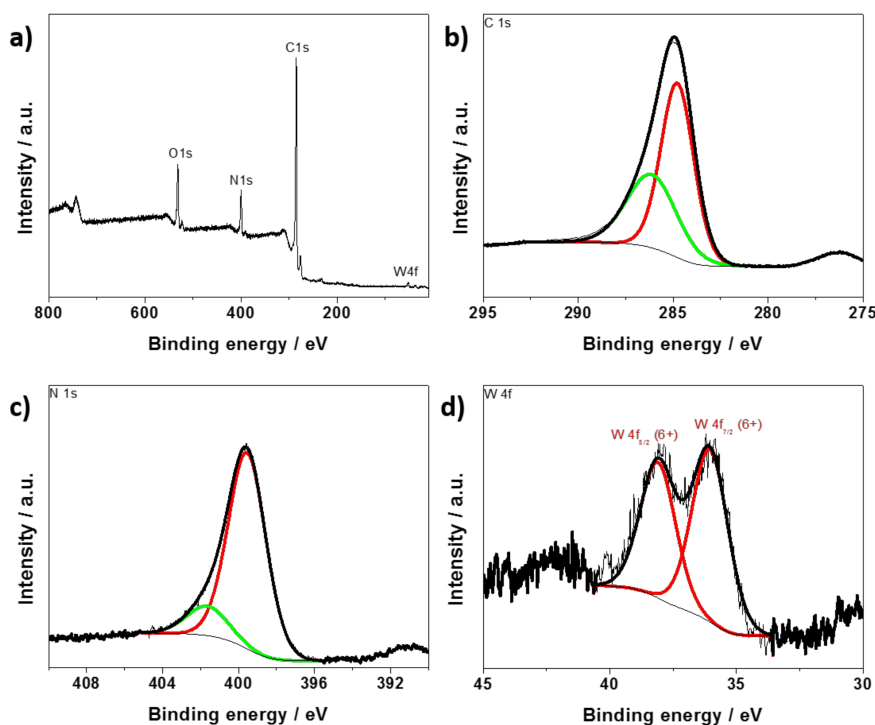 a)
C1s
O1s
N1s
W4f
Intensity / a.u.
800 600 400 200
Binding energy / eV
b)
C 1s
Intensity / a.u.
295 290 285 280 275
Binding energy / eV
c)
N 1s
Intensity / a.u.
408 404 400 396 392
Binding energy / eV
d)
W 4f
W 4f5/2 (6+) W 4f7/2 (6+)
Intensity / a.u.
45 40 35 30
Binding energy / eV